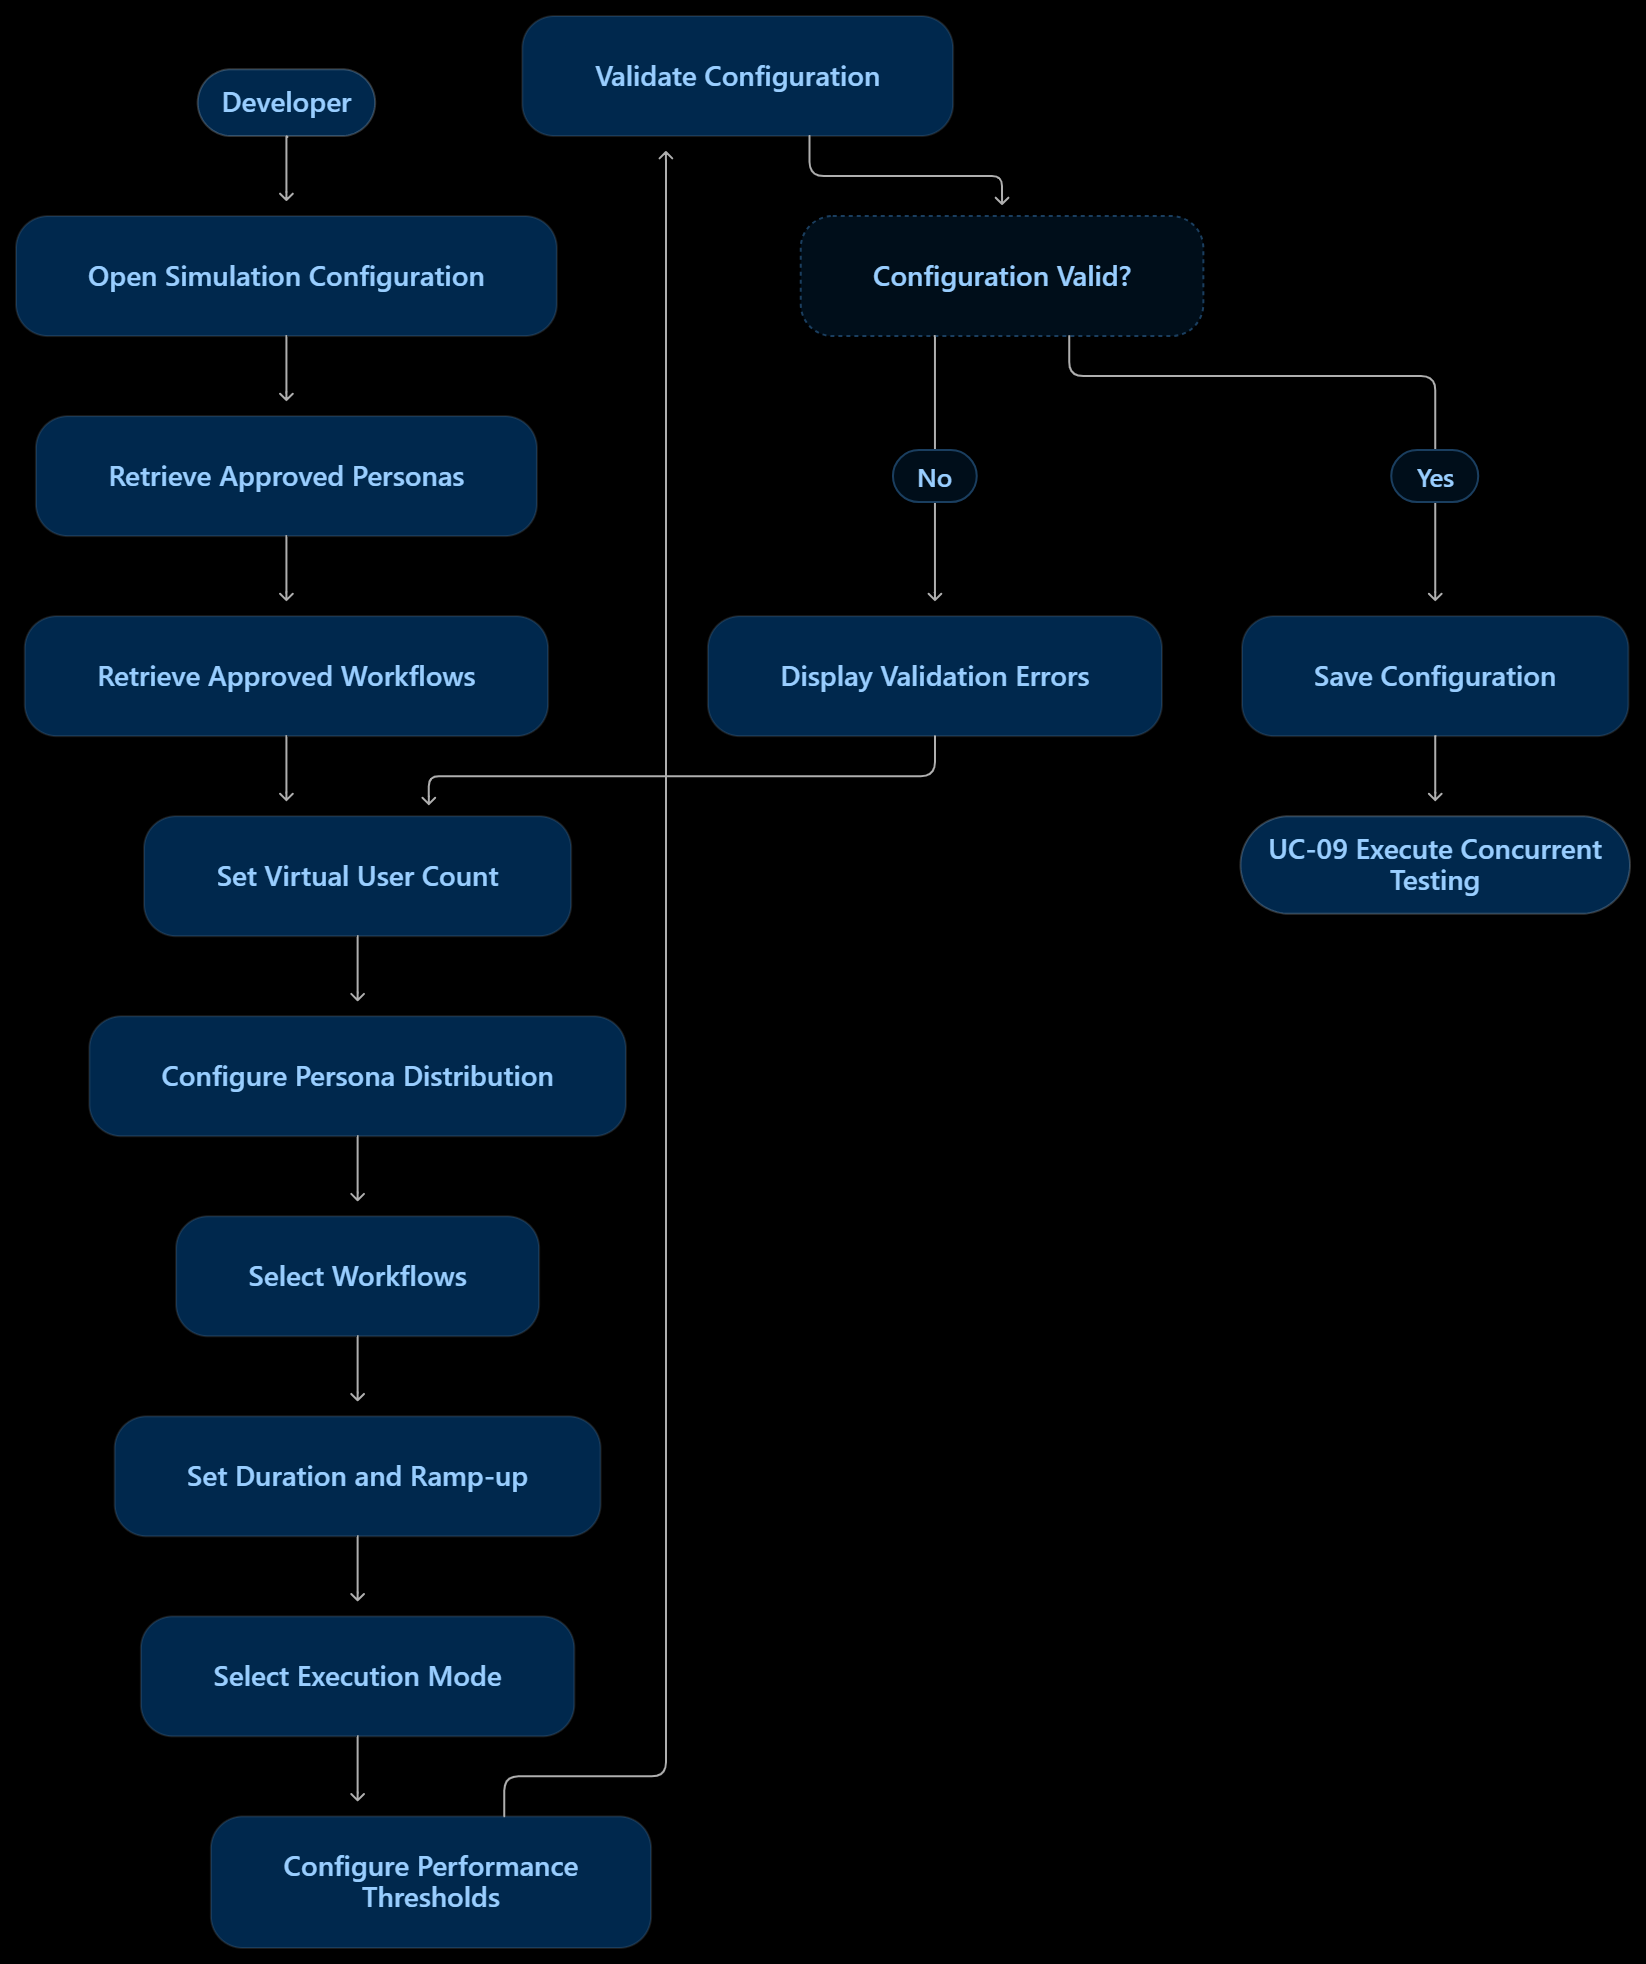 Developer
Open Simulation Configuration
Retrieve Approved Personas
Retrieve Approved Workflows
Set Virtual User Count
Configure Persona Distribution
Select Workflows
Set Duration and Ramp-up
Select Execution Mode
Configure Performance
Thresholds
Validate Configuration
Configuration Valid?
No
Display Validation Errors
Yes
Save Configuration
UC-09 Execute Concurrent
Testing